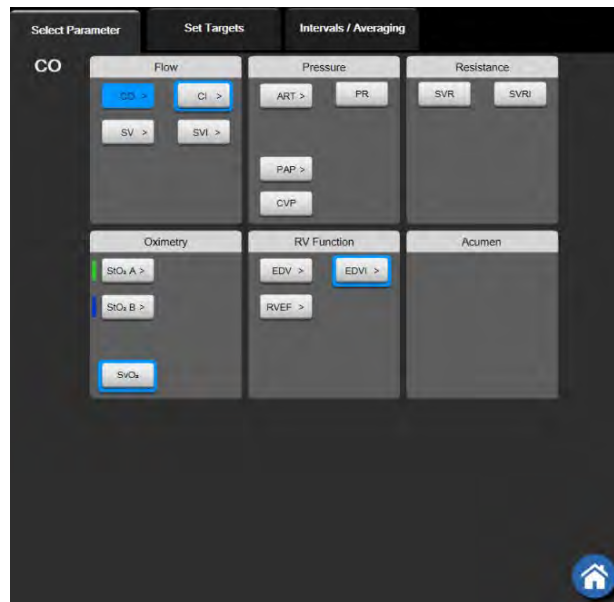 Select Parameter Set Targets Intervals / Averaging
CO
Flow
CO >
CI >
SV >
SVI >
Pressure
ART >
PR
PAP >
CVP
Resistance
SVR
SVRI
Oximetry
StO₂ A >
StO₂ B >
SvO₂
RV Function
EDV >
EDVI >
RVEF >
Acumen